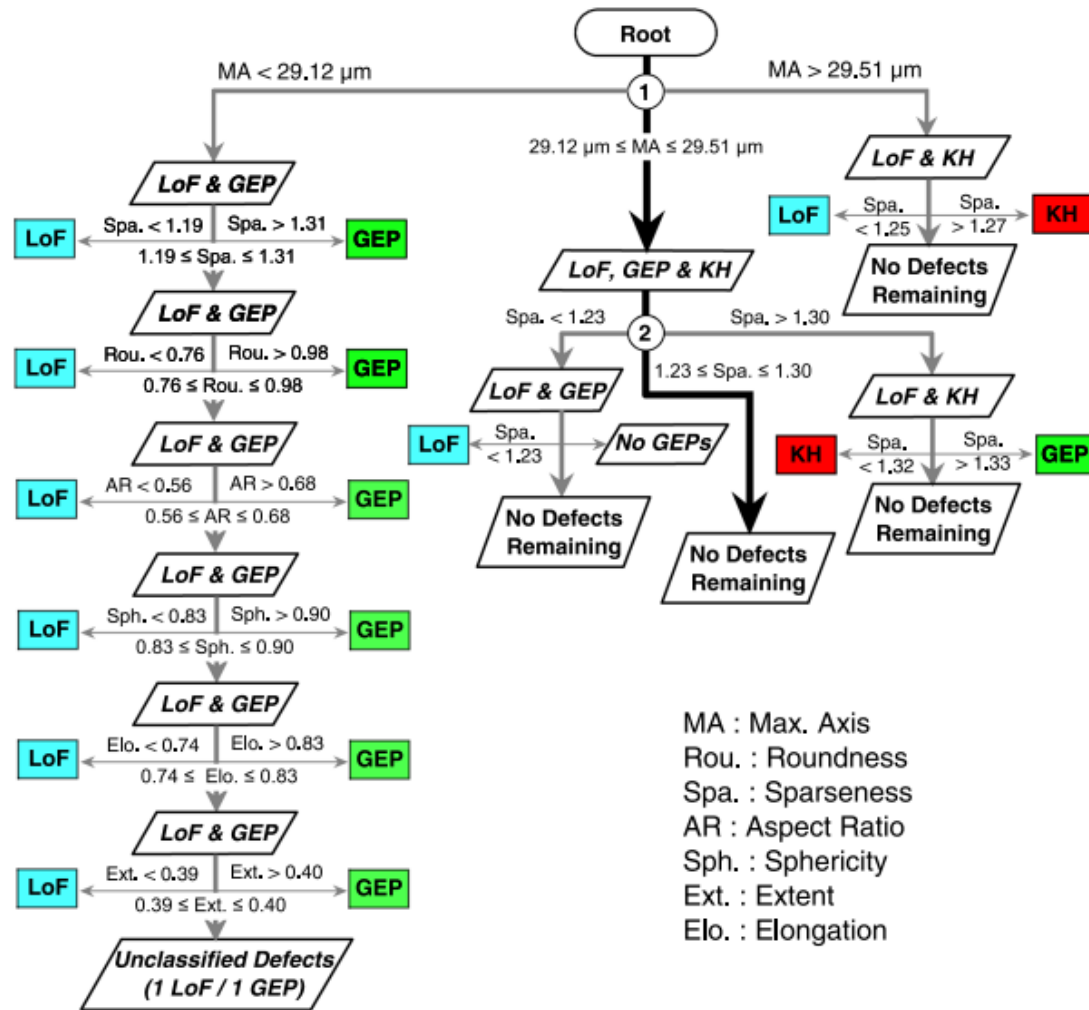 Root
MA < 29.12 µm
MA > 29.51 µm
1
29.12 µm ≤ MA ≤ 29.51 µm
LoF & GEP
LoF
Spa. < 1.19
Spa. > 1.31
GEP
1.19 ≤ Spa. ≤ 1.31
LoF & GEP
LoF
Rou. < 0.76
Rou. > 0.98
GEP
0.76 ≤ Rou. ≤ 0.98
LoF & GEP
LoF
AR < 0.56
AR > 0.68
GEP
0.56 ≤ AR ≤ 0.68
LoF & GEP
LoF
Sph. < 0.83
Sph. > 0.90
GEP
0.83 ≤ Sph. ≤ 0.90
LoF & GEP
LoF
Elo. < 0.74
Elo. > 0.83
GEP
0.74 ≤ Elo. ≤ 0.83
LoF & GEP
LoF
Ext. < 0.39
Ext. > 0.40
GEP
0.39 ≤ Ext. ≤ 0.40
Unclassified Defects
(1 LoF / 1 GEP)
LoF, GEP & KH
Spa. < 1.23
2
Spa. > 1.30
1.23 ≤ Spa. ≤ 1.30
LoF & GEP
LoF
Spa.
< 1.23
No GEPs
No Defects
Remaining
No Defects
Remaining
LoF & KH
KH
Spa.
< 1.32
Spa.
> 1.33
GEP
No Defects
Remaining
LoF & KH
LoF
Spa.
< 1.25
Spa.
> 1.27
KH
No Defects
Remaining
MA : Max. Axis
Rou. : Roundness
Spa. : Sparseness
AR : Aspect Ratio
Sph. : Sphericity
Ext. : Extent
Elo. : Elongation